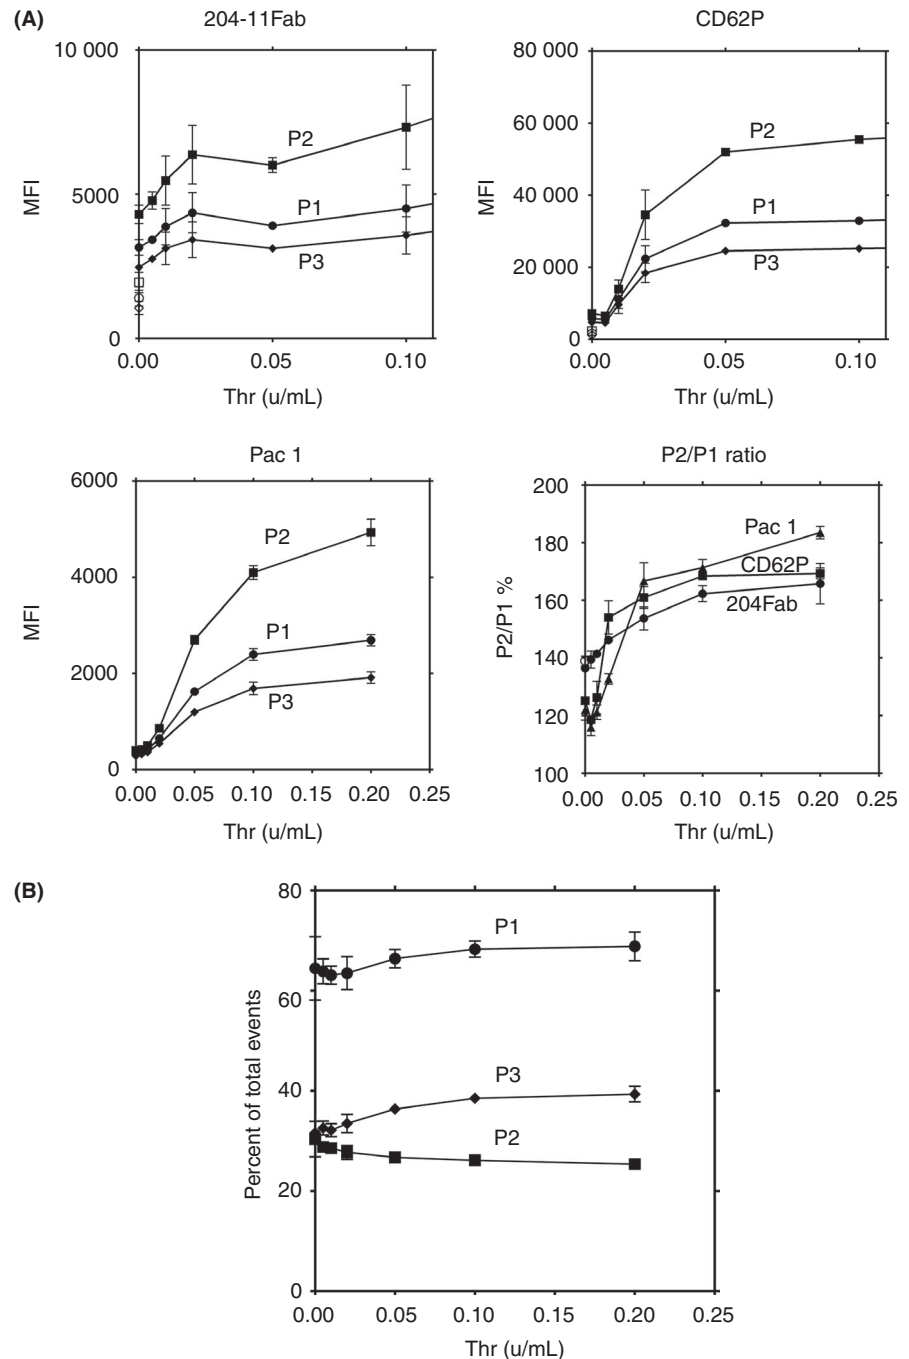 (A)
204-11Fab
CD62P
10 000
7500
5000
2500
0
MFI
P2
P1
P3
0.00
0.05
0.10
Thr (u/mL)
80 000
60 000
40 000
20 000
0
MFI
P2
P1
P3
0.00
0.05
0.10
Thr (u/mL)
Pac 1
P2/P1 ratio
6000
4000
2000
0
MFI
P2
P1
P3
0.00
0.05
0.10
0.15
0.20
0.25
Thr (u/mL)
200
180
160
140
120
100
P2/P1 %
Pac 1
CD62P
204Fab
0.00
0.05
0.10
0.15
0.20
0.25
Thr (u/mL)
(B)
80
60
40
20
0
Percent of total events
P1
P3
P2
0.00
0.05
0.10
0.15
0.20
0.25
Thr (u/mL)